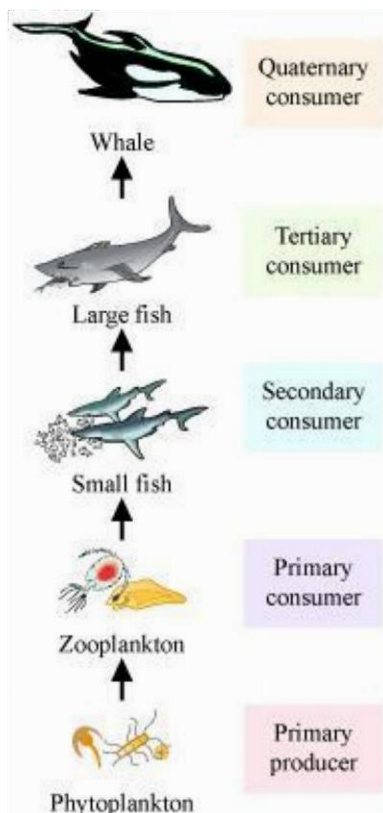 Quaternary
consumer
Whale
Tertiary
consumer
Large fish
Secondary
consumer
Small fish
Primary
consumer
Zooplankton
Primary
producer
Phytoplankton